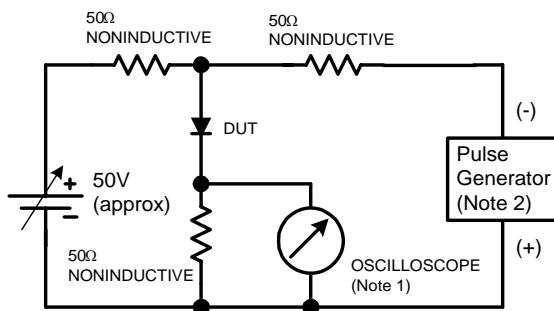 50Ω
NONINDUCTIVE
50Ω
NONINDUCTIVE
(-)
DUT
Pulse
Generator
(Note 2)
+
50V
(approx)
−
(+)
50Ω
NONINDUCTIVE
OSCILLOSCOPE
(Note 1)